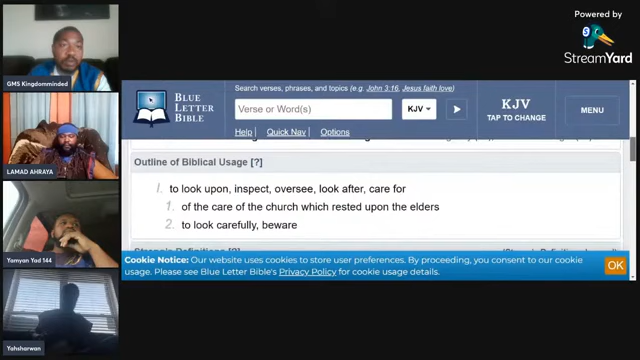 Powered by
StreamYard
GMS Kingdomminded
LAMAD AHRAYA
Yamyan Yad 144
Yahsharwan
BLUE
LETTER
BIBLE
Search verses, phrases, and topics (e.g. John 3:16, Jesus faith love)
Verse or Word(s)
KJV
Help
Quick Nav
Options
KJV
TAP TO CHANGE
MENU
Outline of Biblical Usage [?]
I. to look upon, inspect, oversee, look after, care for
1. of the care of the church which rested upon the elders
2. to look carefully, beware
Cookie Notice: Our website uses cookies to store user preferences. By proceeding, you consent to our cookie
usage. Please see Blue Letter Bible's Privacy Policy for cookie usage details.
OK